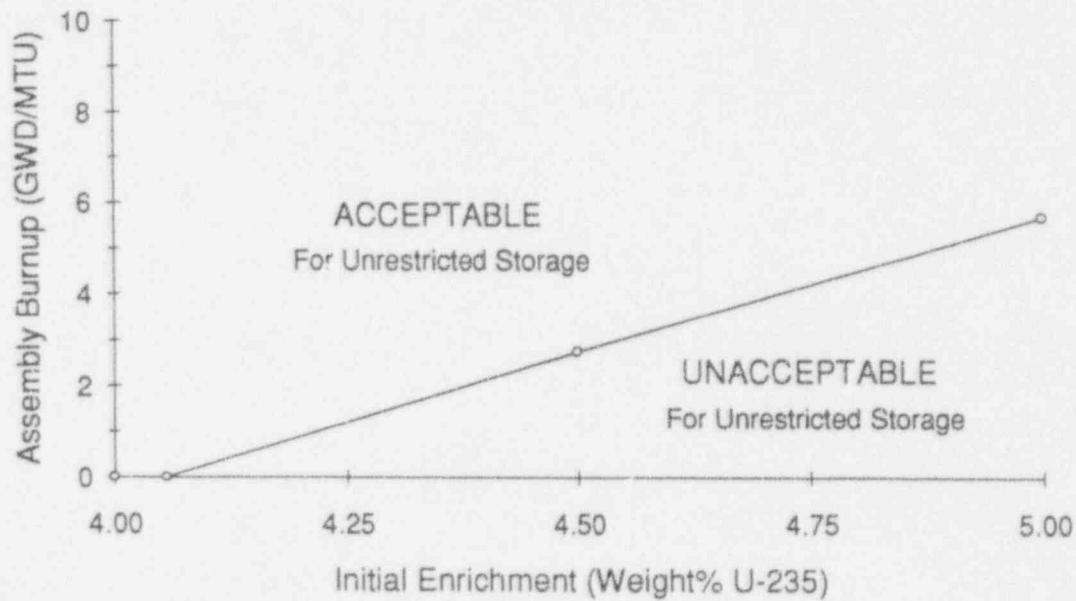 10
8
6
4
2
0
Assembly Burnup (GWD/MTU)
ACCEPTABLE
For Unrestricted Storage
UNACCEPTABLE
For Unrestricted Storage
4.00 4.25 4.50 4.75 5.00
Initial Enrichment (Weight% U-235)